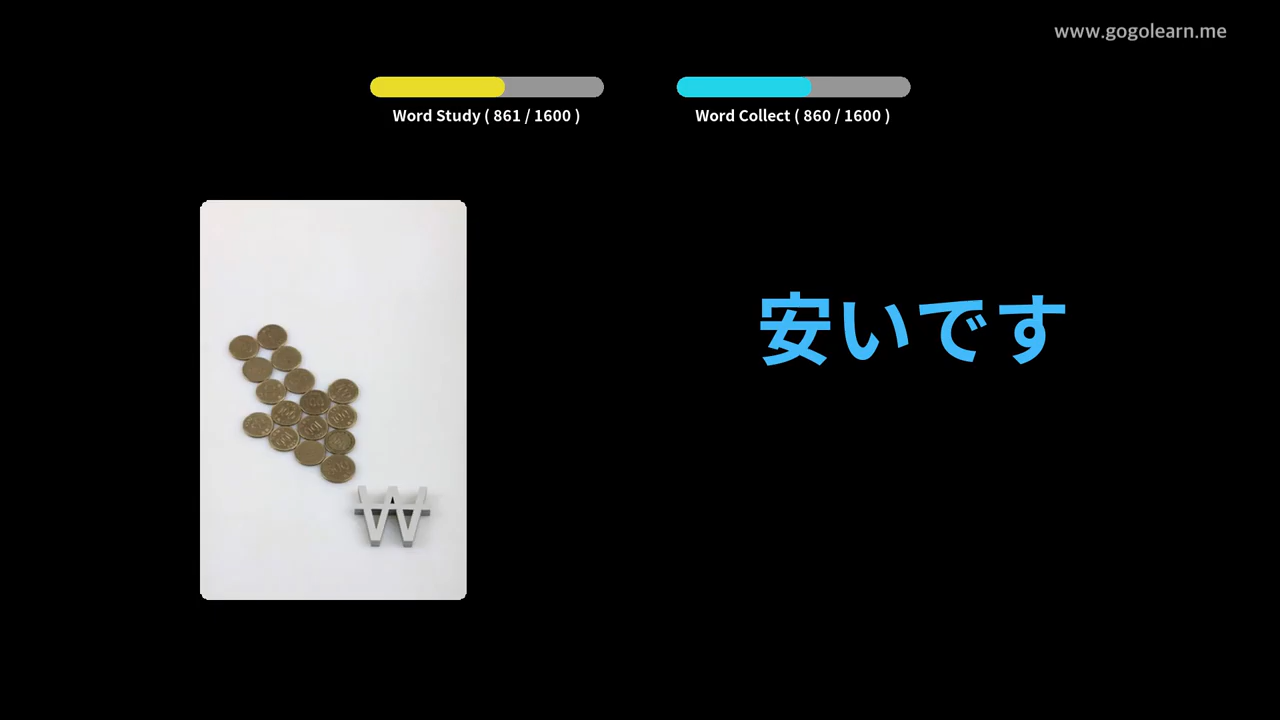 www.gogolearn.me
Word Study ( 861 / 1600 )
Word Collect ( 860 / 1600 )
安いです
₩